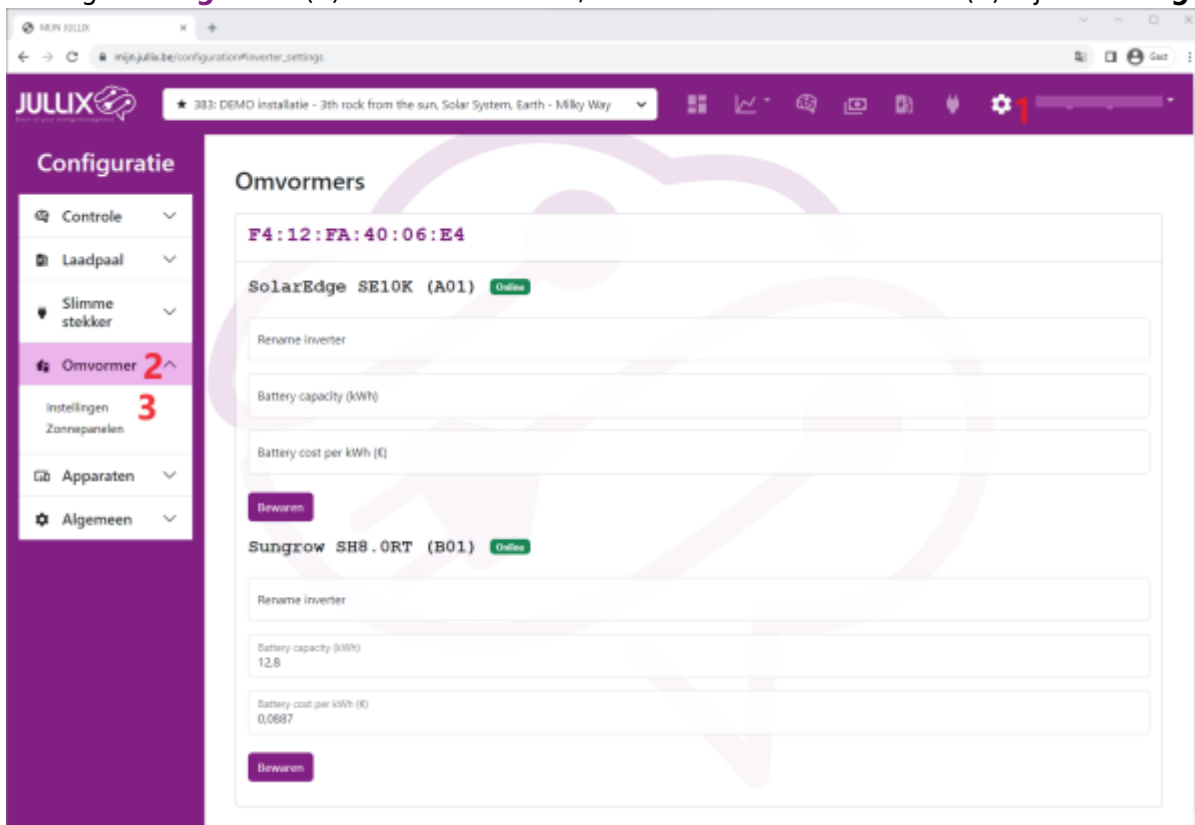 MIJN JULLIX
mijn.jullix.be/configuration#inverter_settings
Gast
JULLIX
★ 383: DEMO installatie - 3th rock from the sun, Solar System, Earth - Milky Way
1
Configuratie
Controle
Laadpaal
Slimme
stekker
Omvormer 2
Instellingen 3
Zonnepanelen
Apparaten
Algemeen
Omvormers
F4:12:FA:40:06:E4
SolarEdge SE10K (A01) Online
Rename inverter
Battery capacity (kWh)
Battery cost per kWh (€)
Bewaren
Sungrow SH8.0RT (B01) Online
Rename inverter
Battery capacity (kWh)
12,8
Battery cost per kWh (€)
0,0887
Bewaren